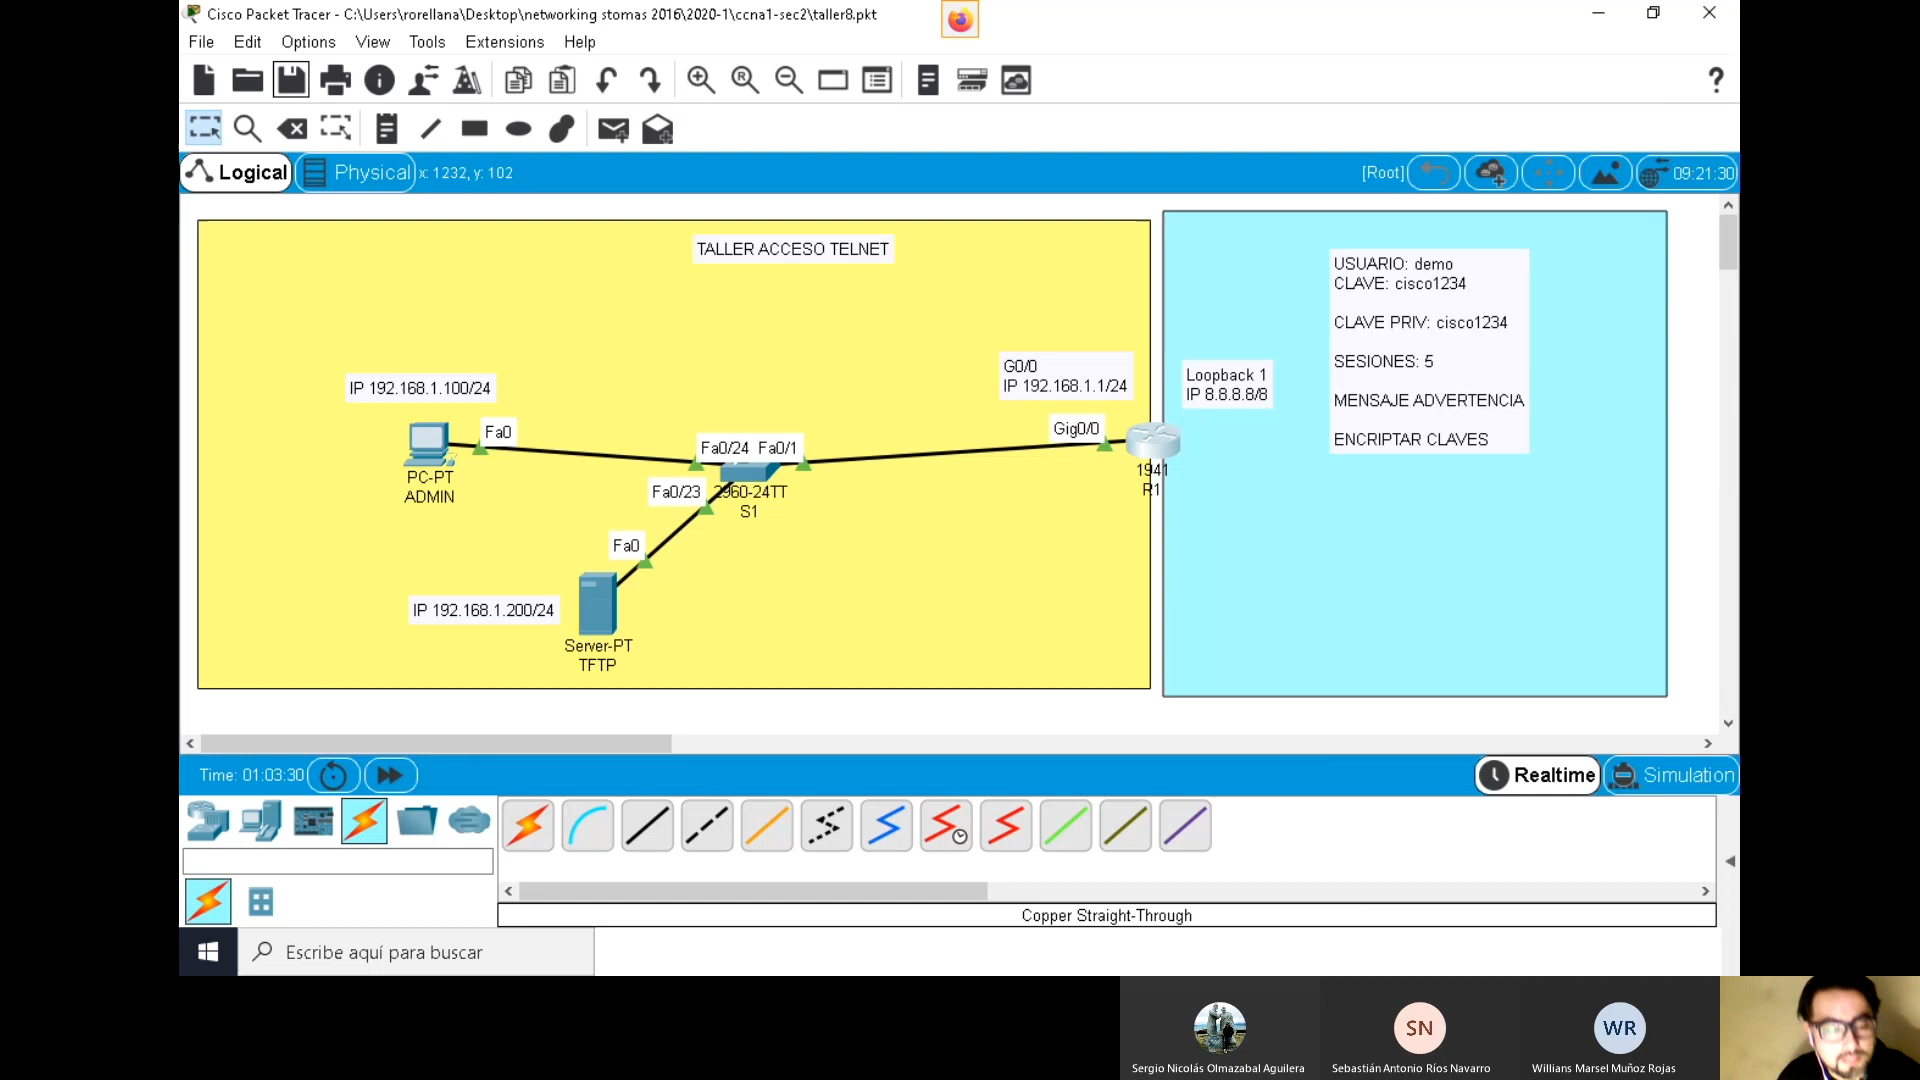 Cisco Packet Tracer - C:\Users\rorellana\Desktop\networking stomas 2016\2020-1\ccna1-sec2\taller8.pkt
File Edit Options View Tools Extensions Help
Logical Physical x: 1232, y: 102 [Root] 09:21:30
TALLER ACCESO TELNET
USUARIO: demo
CLAVE: cisco1234
CLAVE PRIV: cisco1234
SESIONES: 5
MENSAJE ADVERTENCIA
ENCRIPTAR CLAVES
G0/0
IP 192.168.1.1/24
Loopback 1
IP 8.8.8.8/8
IP 192.168.1.100/24
Fa0
Gig0/0
Fa0/24 Fa0/1
PC-PT
ADMIN
1941
R1
Fa0/23
2960-24TT
S1
Fa0
IP 192.168.1.200/24
Server-PT
TFTP
Time: 01:03:30 Realtime Simulation
Copper Straight-Through
Escribe aquí para buscar
SN
WR
Sergio Nicolás Olmazabal Aguilera
Sebastián Antonio Ríos Navarro
Willians Marsel Muñoz Rojas